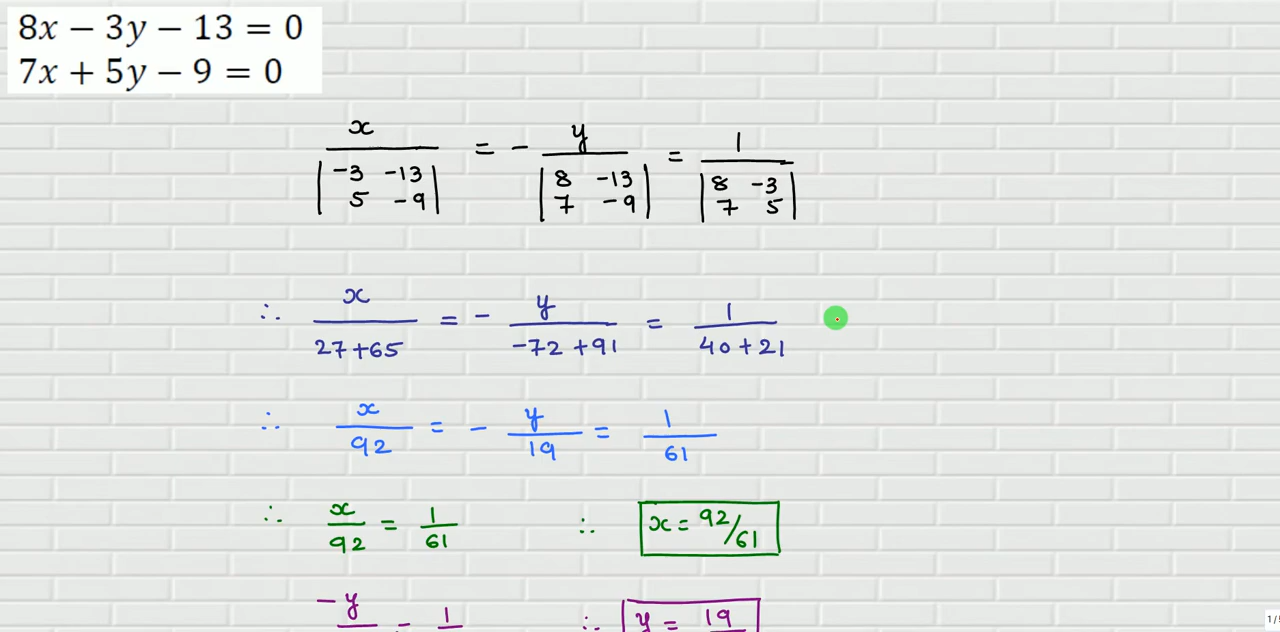 8x − 3y − 13 = 0
7x + 5y − 9 = 0
x / |-3 -13; 5 -9| = - y / |8 -13; 7 -9| = 1 / |8 -3; 7 5|
∴ x / 27+65 = - y / -72+91 = 1 / 40+21
∴ x / 92 = - y / 19 = 1 / 61
∴ x / 92 = 1 / 61 ∴ x = 92/61
-y = 1 ∴ y = 19